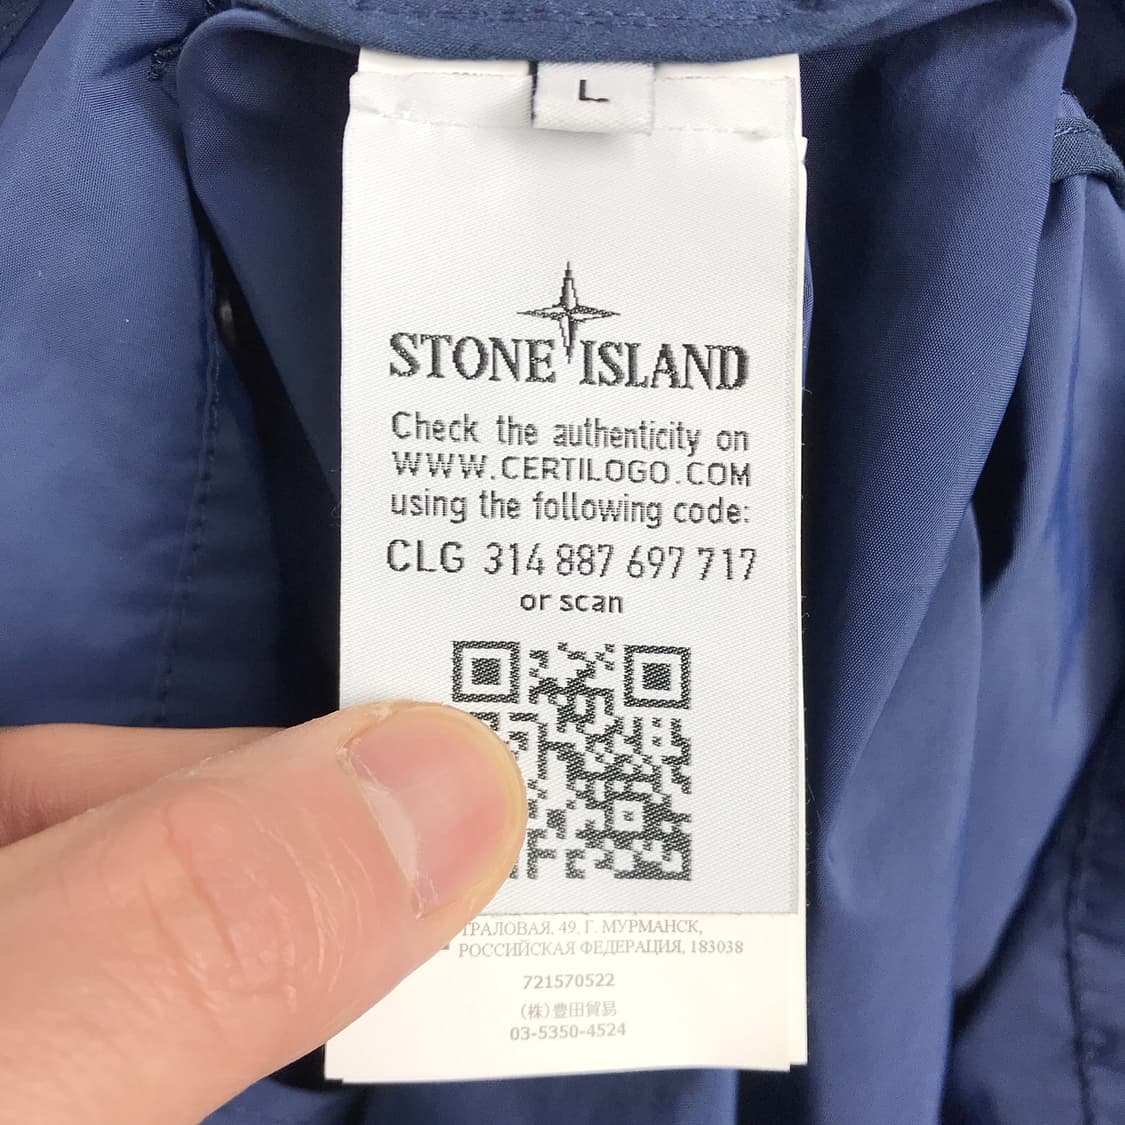 L
STONE ISLAND
Check the authenticity on
WWW.CERTILOGO.COM
using the following code:
CLG 314 887 697 717
or scan
ТРАЛОВАЯ, 49, Г. МУРМАНСК,
РОССИЙСКАЯ ФЕДЕРАЦИЯ, 183038
721570522
(株)豊田貿易
03-5350-4524